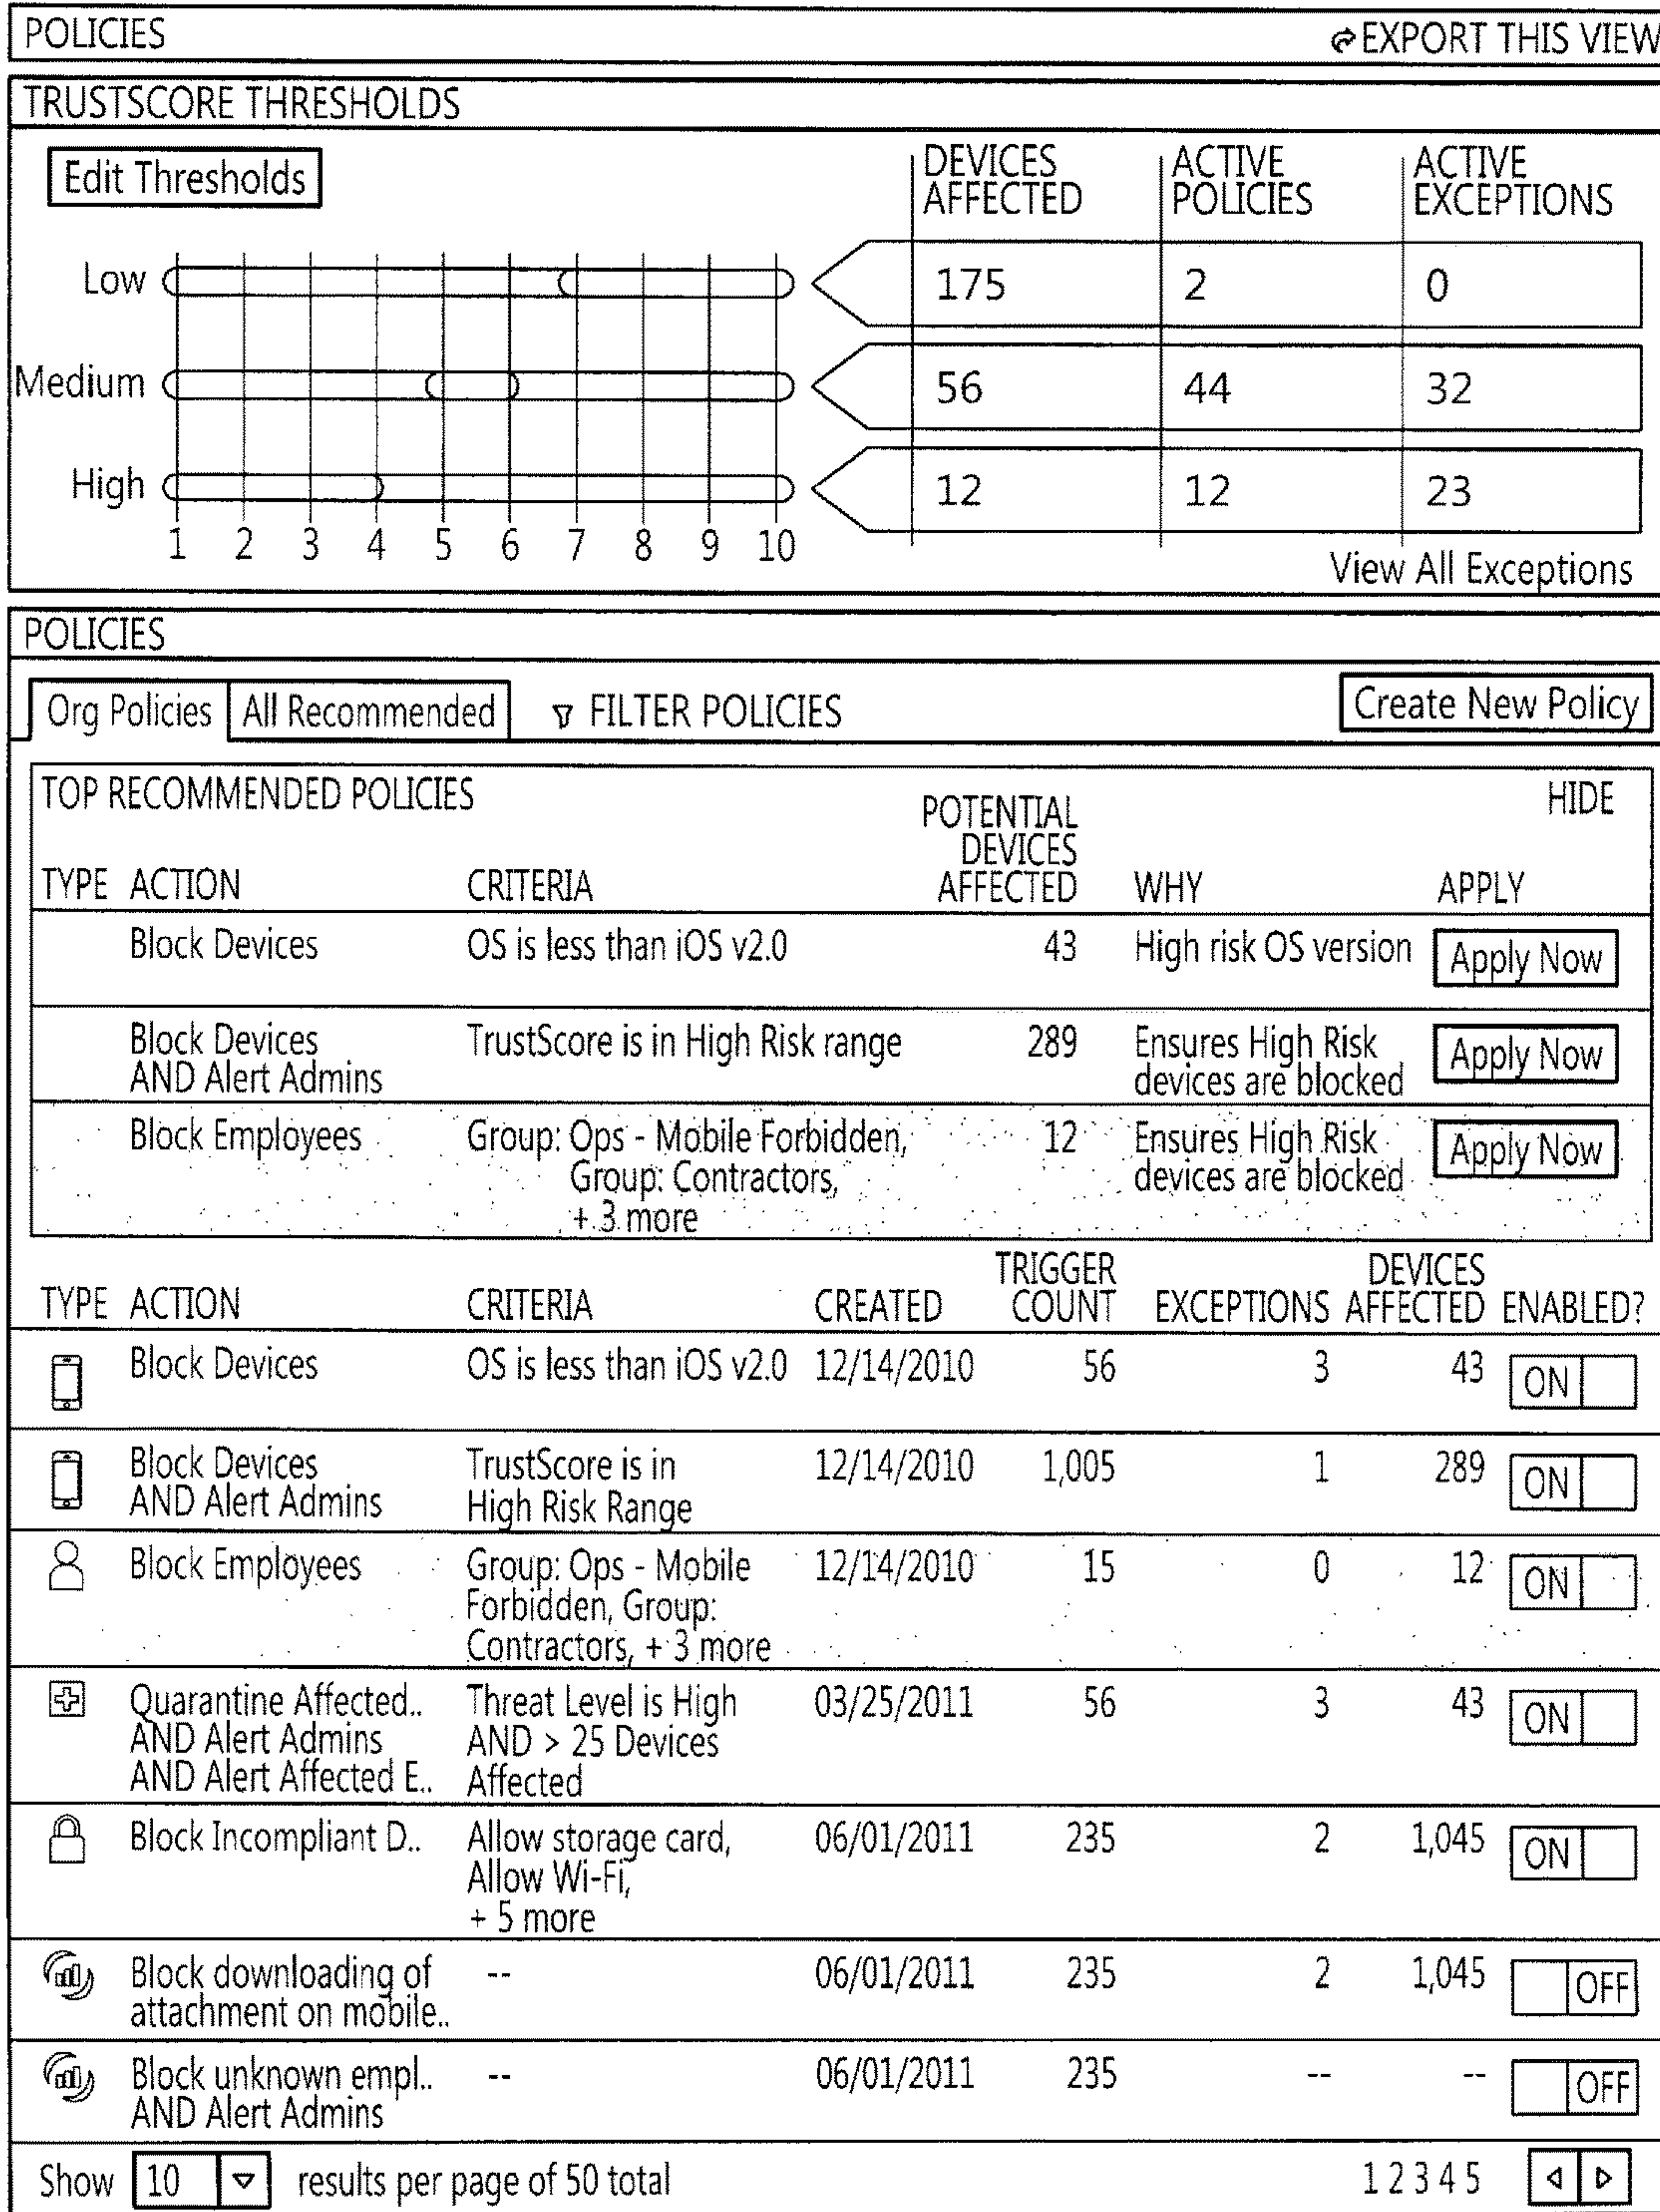 POLICIES
EXPORT THIS VIEW
TRUSTSCORE THRESHOLDS
Edit Thresholds
DEVICES AFFECTED
ACTIVE POLICIES
ACTIVE EXCEPTIONS
Low 175 2 0
Medium 56 44 32
High 12 12 23
1 2 3 4 5 6 7 8 9 10
View All Exceptions
POLICIES
Org Policies All Recommended FILTER POLICIES Create New Policy
TOP RECOMMENDED POLICIES HIDE
POTENTIAL
DEVICES
TYPE ACTION CRITERIA AFFECTED WHY APPLY
Block Devices OS is less than iOS v2.0 43 High risk OS version Apply Now
Block Devices TrustScore is in High Risk range 289 Ensures High Risk Apply Now
AND Alert Admins devices are blocked
Block Employees Group: Ops - Mobile Forbidden, 12 Ensures High Risk Apply Now
Group: Contractors, devices are blocked
+ 3 more
TRIGGER DEVICES
TYPE ACTION CRITERIA CREATED COUNT EXCEPTIONS AFFECTED ENABLED?
Block Devices OS is less than iOS v2.0 12/14/2010 56 3 43 ON
Block Devices TrustScore is in 12/14/2010 1,005 1 289 ON
AND Alert Admins High Risk Range
Block Employees Group: Ops - Mobile 12/14/2010 15 0 12 ON
Forbidden, Group:
Contractors, + 3 more
Quarantine Affected.. Threat Level is High 03/25/2011 56 3 43 ON
AND Alert Admins AND > 25 Devices
AND Alert Affected E.. Affected
Block Incompliant D.. Allow storage card, 06/01/2011 235 2 1,045 ON
Allow Wi-Fi,
+ 5 more
Block downloading of -- 06/01/2011 235 2 1,045 OFF
attachment on mobile..
Block unknown empl.. -- 06/01/2011 235 -- -- OFF
AND Alert Admins
Show 10 results per page of 50 total 1 2 3 4 5